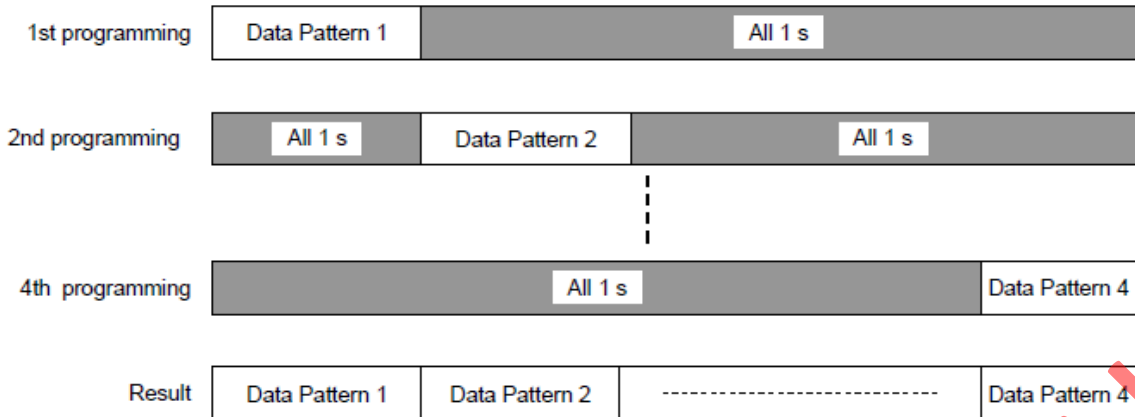 1st programming Data Pattern 1 All 1 s
2nd programming All 1 s Data Pattern 2 All 1 s
4th programming All 1 s Data Pattern 4
Result Data Pattern 1 Data Pattern 2 Data Pattern 4